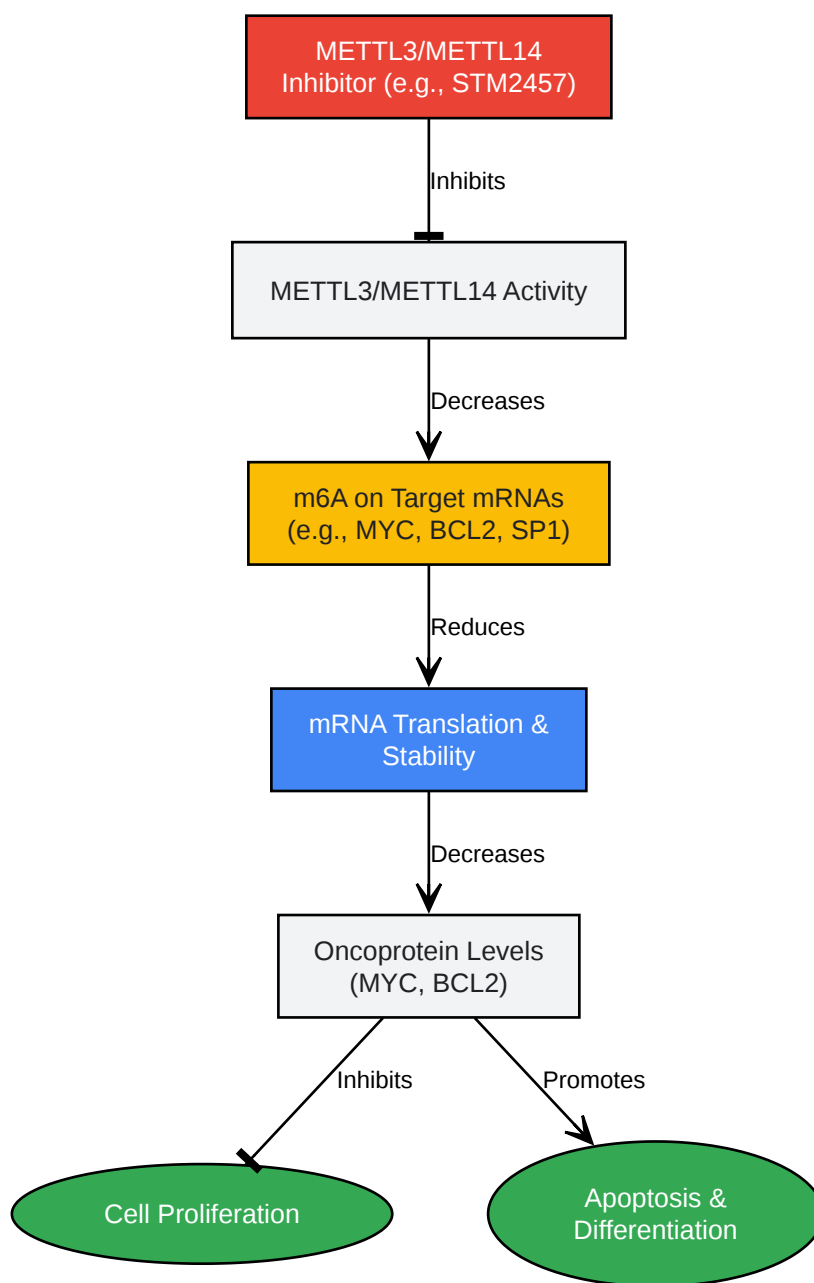 METTL3/METTL14
Inhibitor (e.g., STM2457)
Inhibits
METTL3/METTL14 Activity
Decreases
m6A on Target mRNAs
(e.g., MYC, BCL2, SP1)
Reduces
mRNA Translation &
Stability
Decreases
Oncoprotein Levels
(MYC, BCL2)
Inhibits
Promotes
Cell Proliferation
Apoptosis &
Differentiation